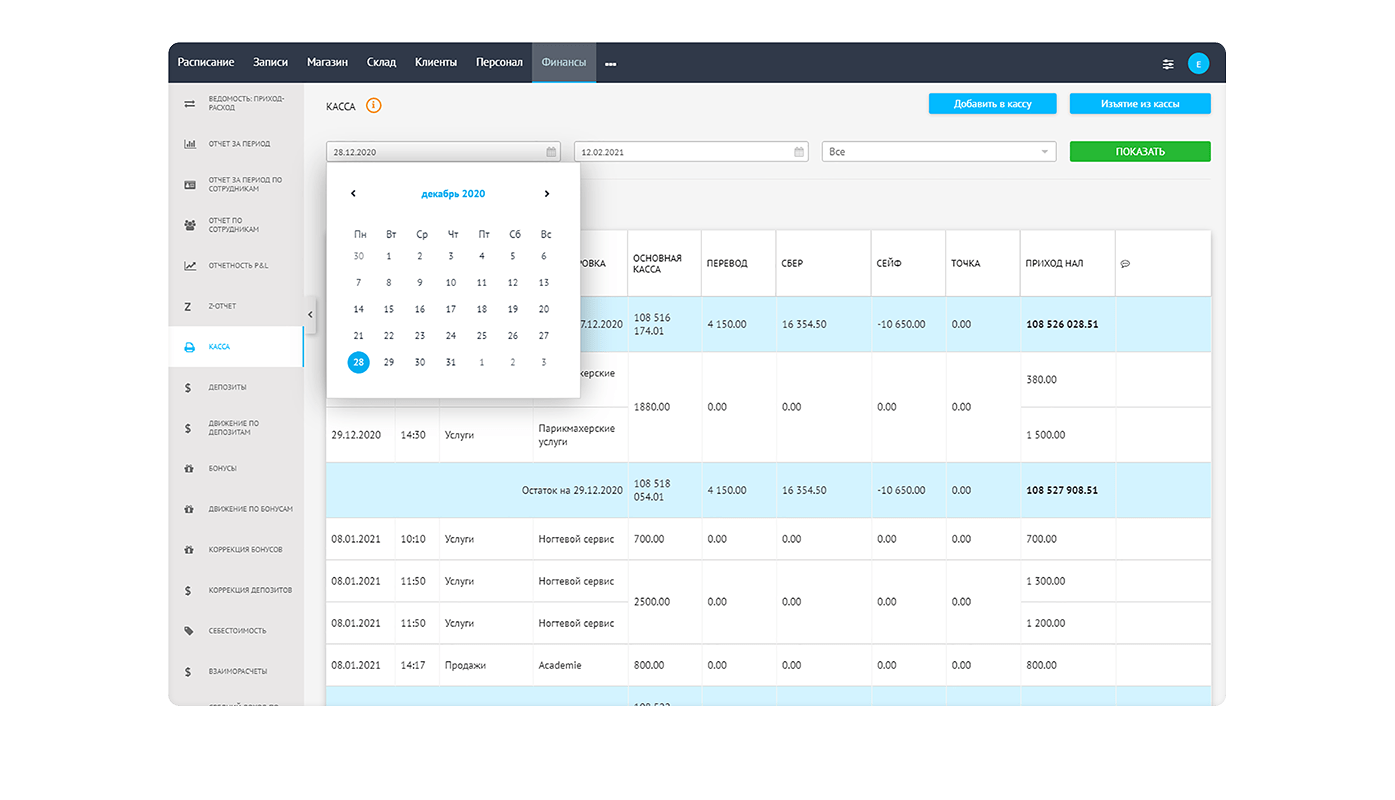 Расписание Записи Магазин Склад Клиенты Персонал Финансы
E
ВЕДОМОСТЬ: ПРИХОД-
РАСХОД
ОТЧЕТ ЗА ПЕРИОД
ОТЧЕТ ЗА ПЕРИОД ПО
СОТРУДНИКАМ
ОТЧЕТ ПО
СОТРУДНИКАМ
ОТЧЕТНОСТЬ P&L
Z Z-ОТЧЕТ
КАССА
$ ДЕПОЗИТЫ
$ ДВИЖЕНИЕ ПО
ДЕПОЗИТАМ
БОНУСЫ
ДВИЖЕНИЕ ПО БОНУСАМ
КОРРЕКЦИЯ БОНУСОВ
$ КОРРЕКЦИЯ ДЕПОЗИТОВ
СЕБЕСТОИМОСТЬ
$ ВЗАИМОРАСЧЕТЫ
КАССА
Добавить в кассу Изъятие из кассы
28.12.2020 12.02.2021 Все ПОКАЗАТЬ
декабрь 2020
Пн Вт Ср Чт Пт Сб Вс
30 1 2 3 4 5 6
7 8 9 10 11 12 13
14 15 16 17 18 19 20
21 22 23 24 25 26 27
28 29 30 31 1 2 3
ОСНОВНАЯ
КАССА
ПЕРЕВОД СБЕР СЕЙФ ТОЧКА ПРИХОД НАЛ
7.12.2020 108 516
174.01
4 150.00 16 354.50 -10 650.00 0.00 108 526 028.51
380.00
1880.00 0.00 0.00 0.00 0.00
29.12.2020 14:30 Услуги Парикмахерские
услуги
1 500.00
Остаток на 29.12.2020 108 518
054.01
4 150.00 16 354.50 -10 650.00 0.00 108 527 908.51
08.01.2021 10:10 Услуги Ногтевой сервис 700.00 0.00 0.00 0.00 0.00 700.00
08.01.2021 11:50 Услуги Ногтевой сервис 1 300.00
2500.00 0.00 0.00 0.00 0.00
08.01.2021 11:50 Услуги Ногтевой сервис 1 200.00
08.01.2021 14:17 Продажи Academie 800.00 0.00 0.00 0.00 0.00 800.00